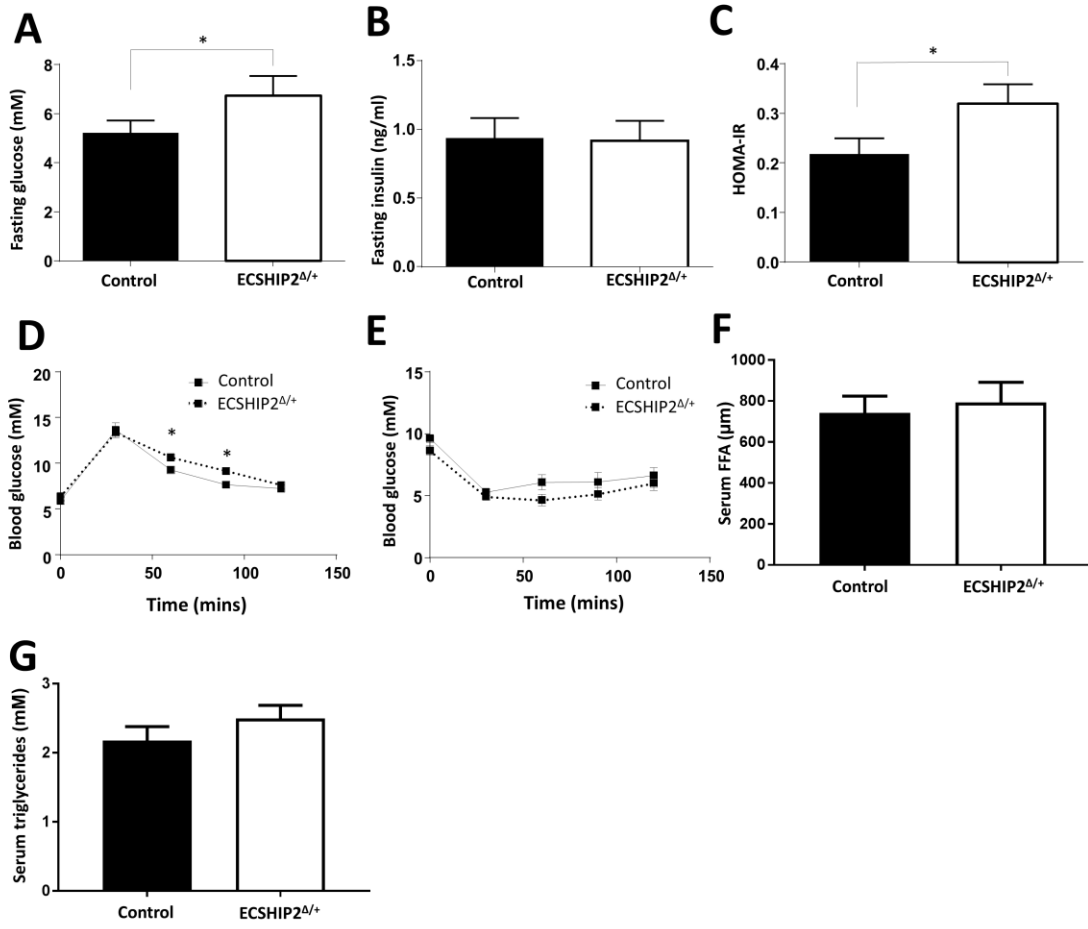 A
*
Fasting glucose (mM)
8
6
4
2
0
Control
ECSHIP2Δ/+
B
Fasting insulin (ng/ml)
1.5
1.0
0.5
0.0
Control
ECSHIP2Δ/+
C
*
HOMA-IR
0.4
0.3
0.2
0.1
0.0
Control
ECSHIP2Δ/+
D
Blood glucose (mM)
20
15
10
5
0
Control
ECSHIP2Δ/+
*
*
0
50
100
150
Time (mins)
E
Blood glucose (mM)
15
10
5
0
Control
ECSHIP2Δ/+
0
50
100
150
Time (mins)
F
Serum FFA (µm)
1000
800
600
400
200
0
Control
ECSHIP2Δ/+
G
Serum triglycerides (mM)
3
2
1
0
Control
ECSHIP2Δ/+